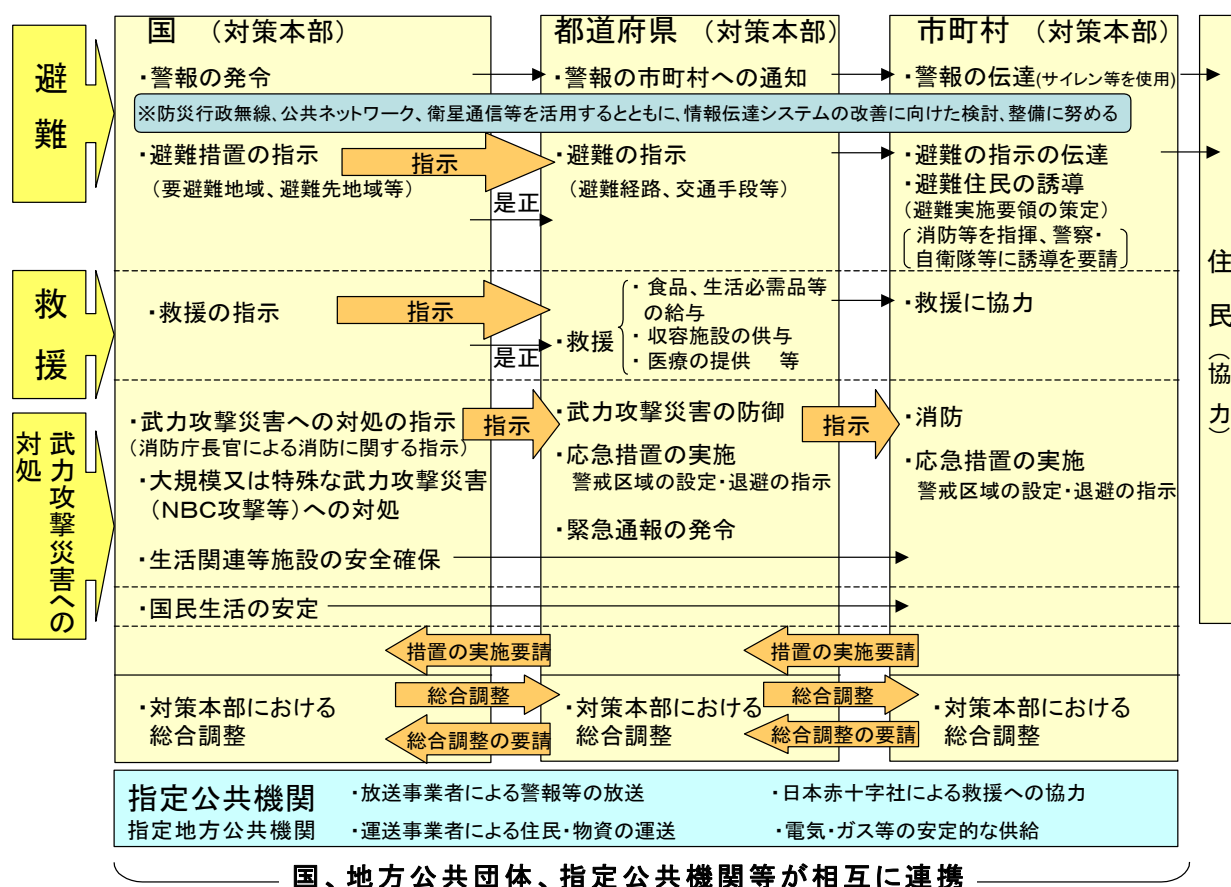 避難
国 （対策本部）
都道府県 （対策本部）
市町村 （対策本部）
・警報の発令
・警報の市町村への通知
・警報の伝達(サイレン等を使用)
※防災行政無線、公共ネットワーク、衛星通信等を活用するとともに、情報伝達システムの改善に向けた検討、整備に努める
・避難措置の指示
（要避難地域、避難先地域等）
指示
是正
・避難の指示
（避難経路、交通手段等）
・避難の指示の伝達
・避難住民の誘導
（避難実施要領の策定）
消防等を指揮、警察・
自衛隊等に誘導を要請
救援
・救援の指示
指示
是正
・救援
・ 食品、生活必需品等
の給与
・ 収容施設の供与
・ 医療の提供　等
・救援に協力
武力攻撃災害への
対処
・武力攻撃災害への対処の指示
（消防庁長官による消防に関する指示）
・大規模又は特殊な武力攻撃災害
（ＮＢＣ攻撃等）への対処
・生活関連等施設の安全確保
指示
・武力攻撃災害の防御
・応急措置の実施
警戒区域の設定・退避の指示
・緊急通報の発令
指示
・消防
・応急措置の実施
警戒区域の設定・退避の指示
・国民生活の安定
措置の実施要請
措置の実施要請
・対策本部における
総合調整
総合調整
総合調整の要請
・対策本部における
総合調整
総合調整
総合調整の要請
・対策本部における
総合調整
住民（協力）
指定公共機関
指定地方公共機関
・放送事業者による警報等の放送
・運送事業者による住民・物資の運送
・日本赤十字社による救援への協力
・電気・ガス等の安定的な供給
国、地方公共団体、指定公共機関等が相互に連携